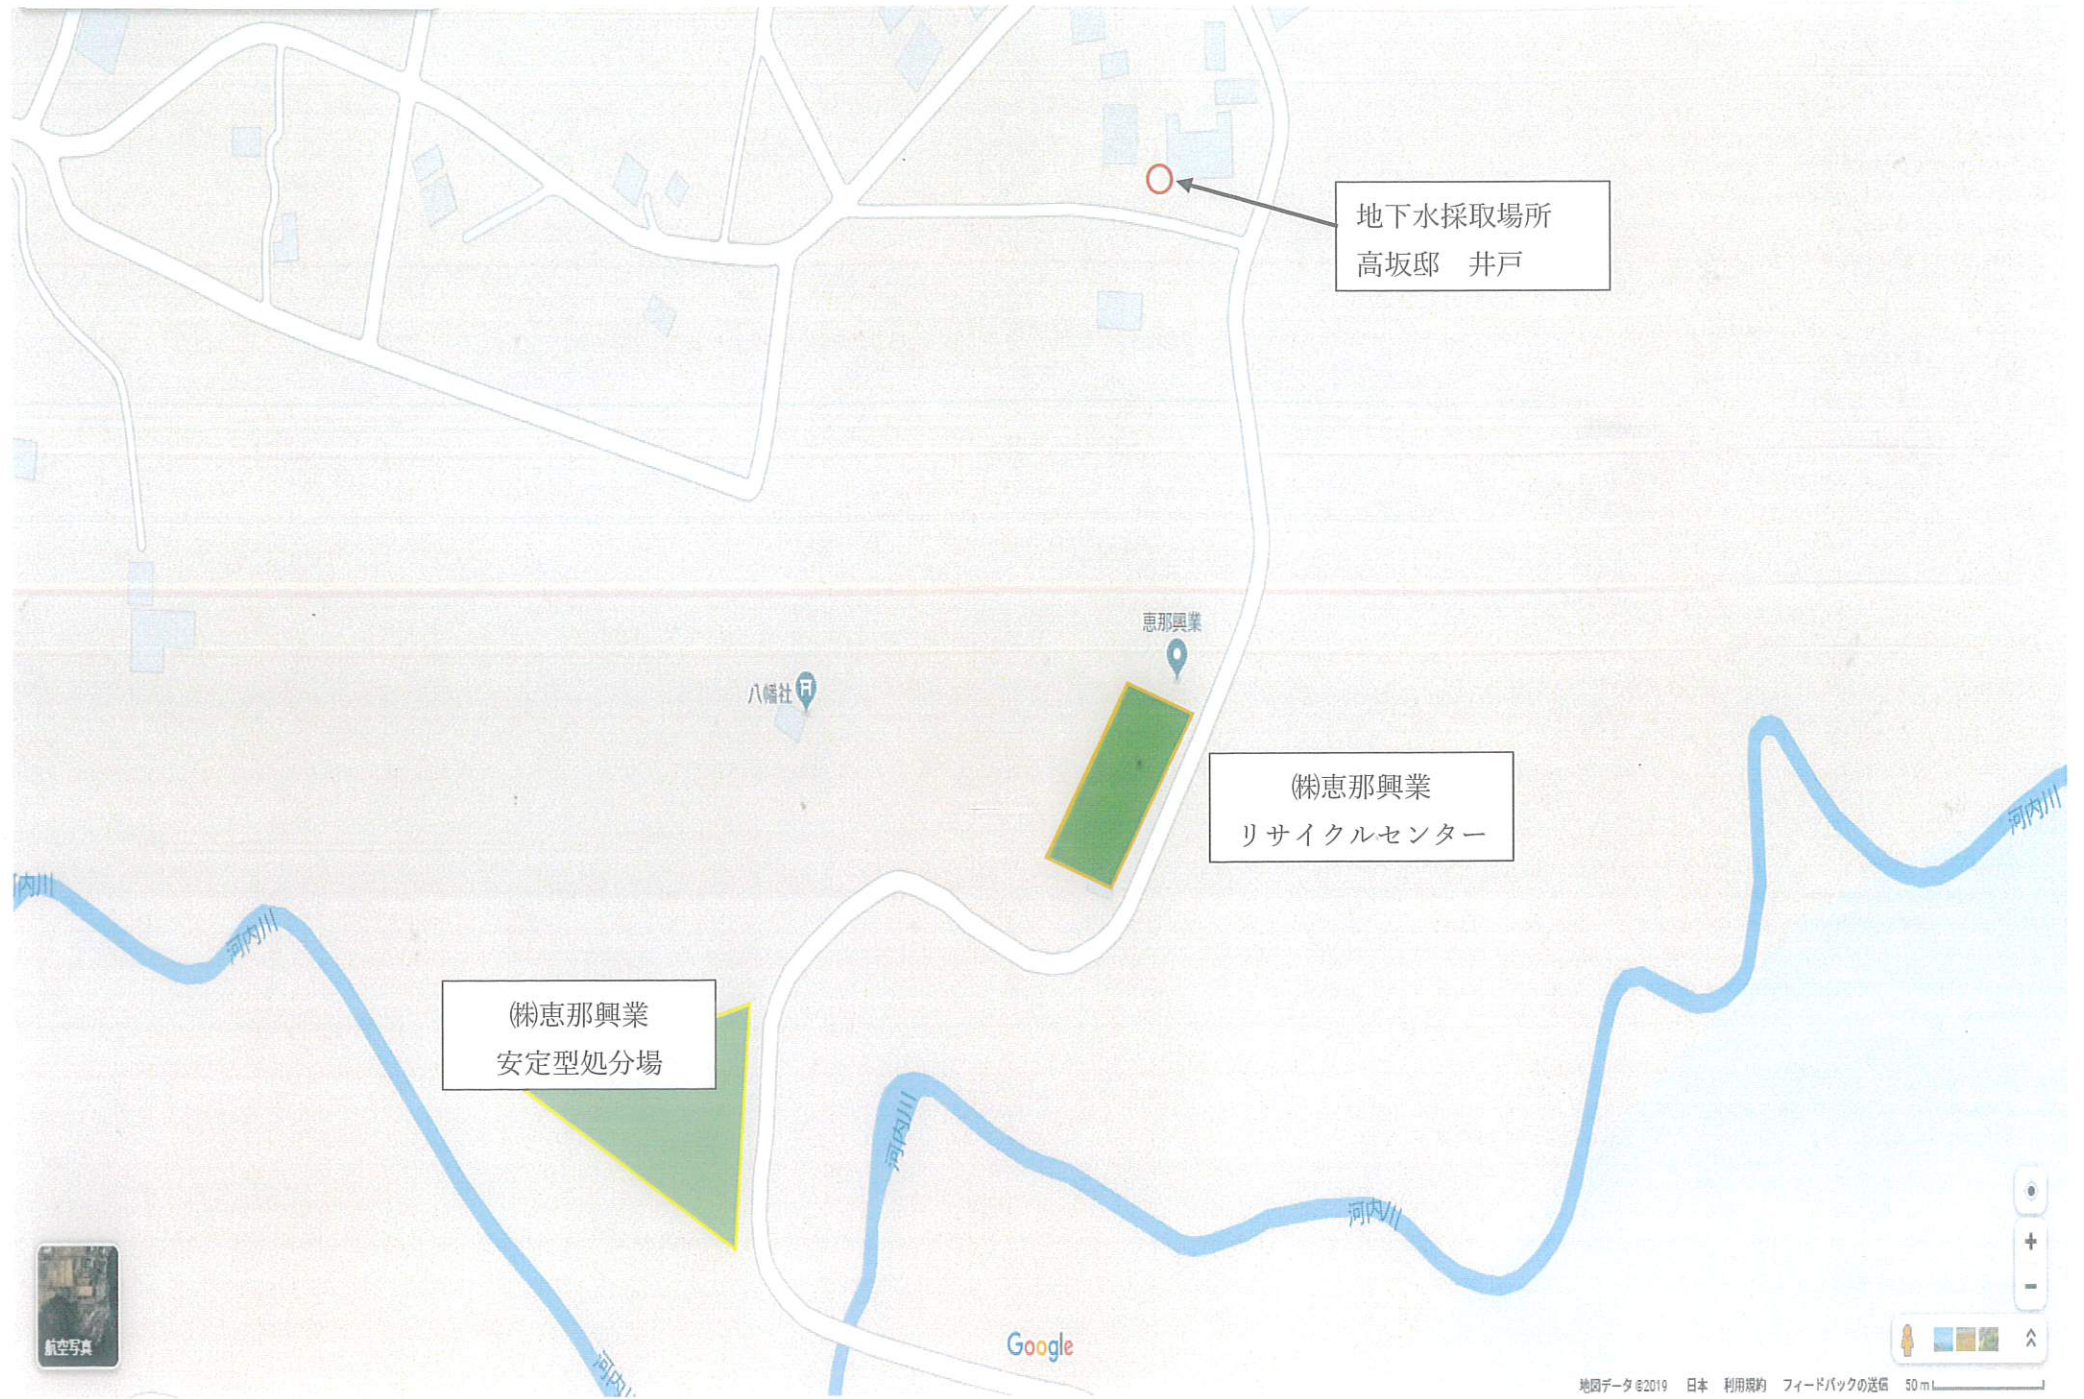 地下水採取場所
高坂邸　井戸
恵那興業
八幡社
㈱恵那興業
リサイクルセンター
河内川
内川
河内川
㈱恵那興業
安定型処分場
河内川
河内川
航空写真
Google
河内川
地図データ ©2019　日本　利用規約　フィードバックの送信　50 m